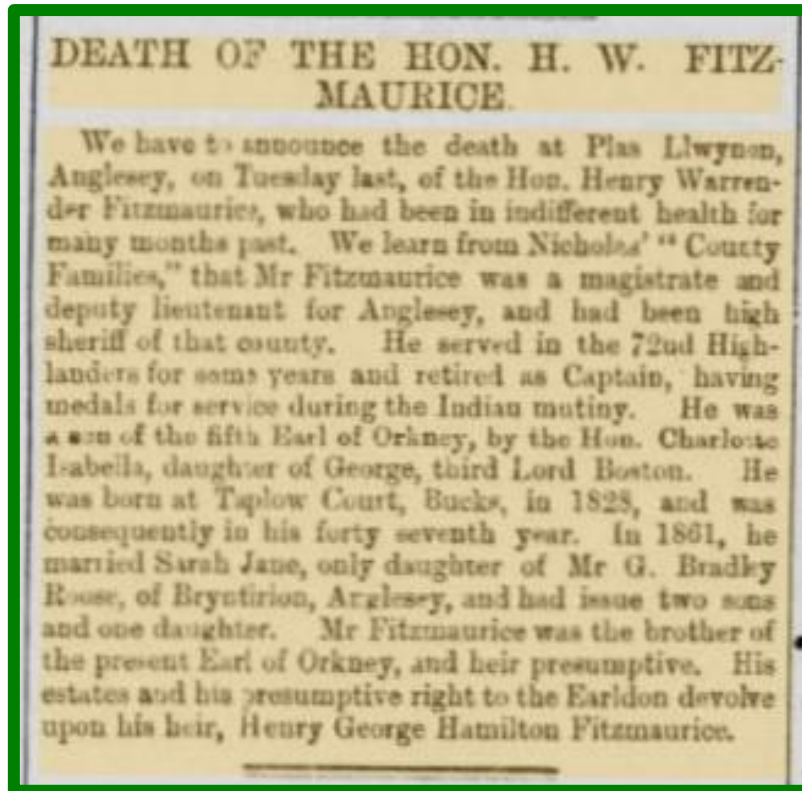 DEATH OF THE HON. H. W. FITZ-
MAURICE.
We have to announce the death at Plas Llwynon,
Anglesey, on Tuesday last, of the Hon. Henry Warren-
der Fitzmaurice, who had been in indifferent health for
many months past. We learn from Nicholas' "County
Families," that Mr Fitzmaurice was a magistrate and
deputy lieutenant for Anglesey, and had been high
sheriff of that county. He served in the 72nd High-
landers for some years and retired as Captain, having
medals for service during the Indian mutiny. He was
a son of the fifth Earl of Orkney, by the Hon. Charlotte
Isabella, daughter of George, third Lord Boston. He
was born at Taplow Court, Bucks, in 1828, and was
consequently in his forty seventh year. In 1861, he
married Sarah Jane, only daughter of Mr G. Bradley
Roose, of Bryntirion, Anglesey, and had issue two sons
and one daughter. Mr Fitzmaurice was the brother of
the present Earl of Orkney, and heir presumptive. His
estates and his presumptive right to the Earldon devolve
upon his heir, Henry George Hamilton Fitzmaurice.